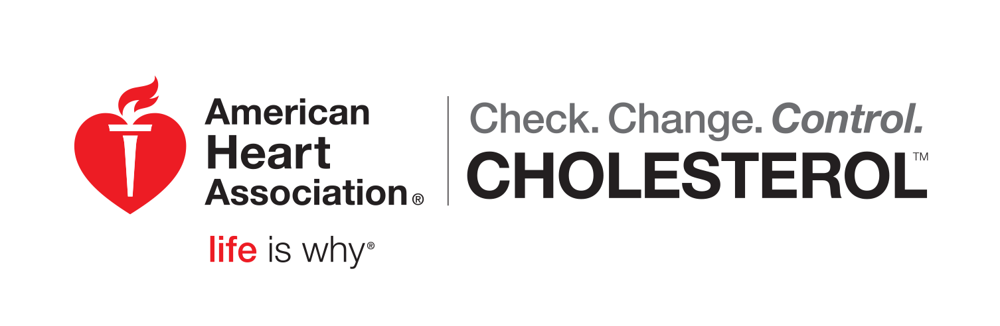 American
Heart
Association®
life is why®
Check. Change. Control.
CHOLESTEROL™